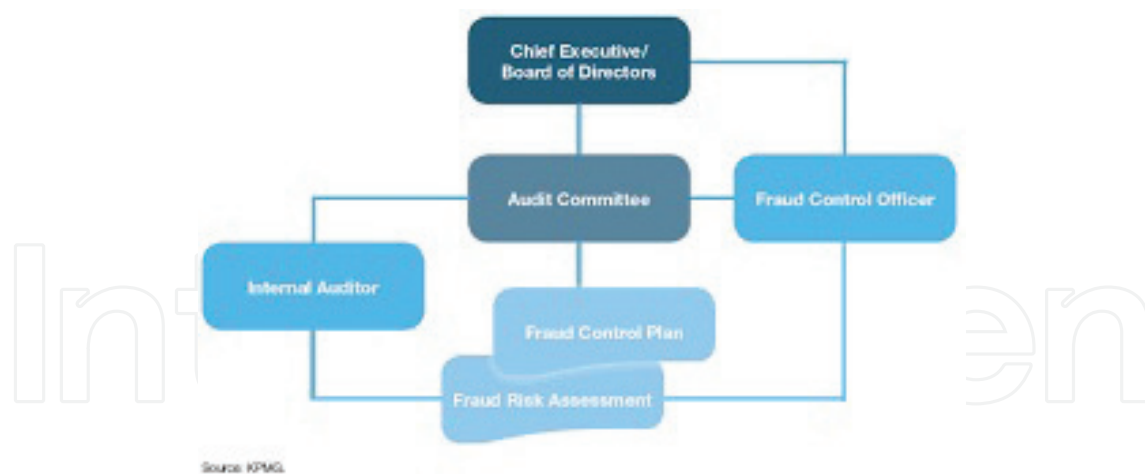 Chief Executive/
Board of Directors
Audit Committee
Fraud Control Officer
Internal Auditor
Fraud Control Plan
Fraud Risk Assessment
Source: KPMG.